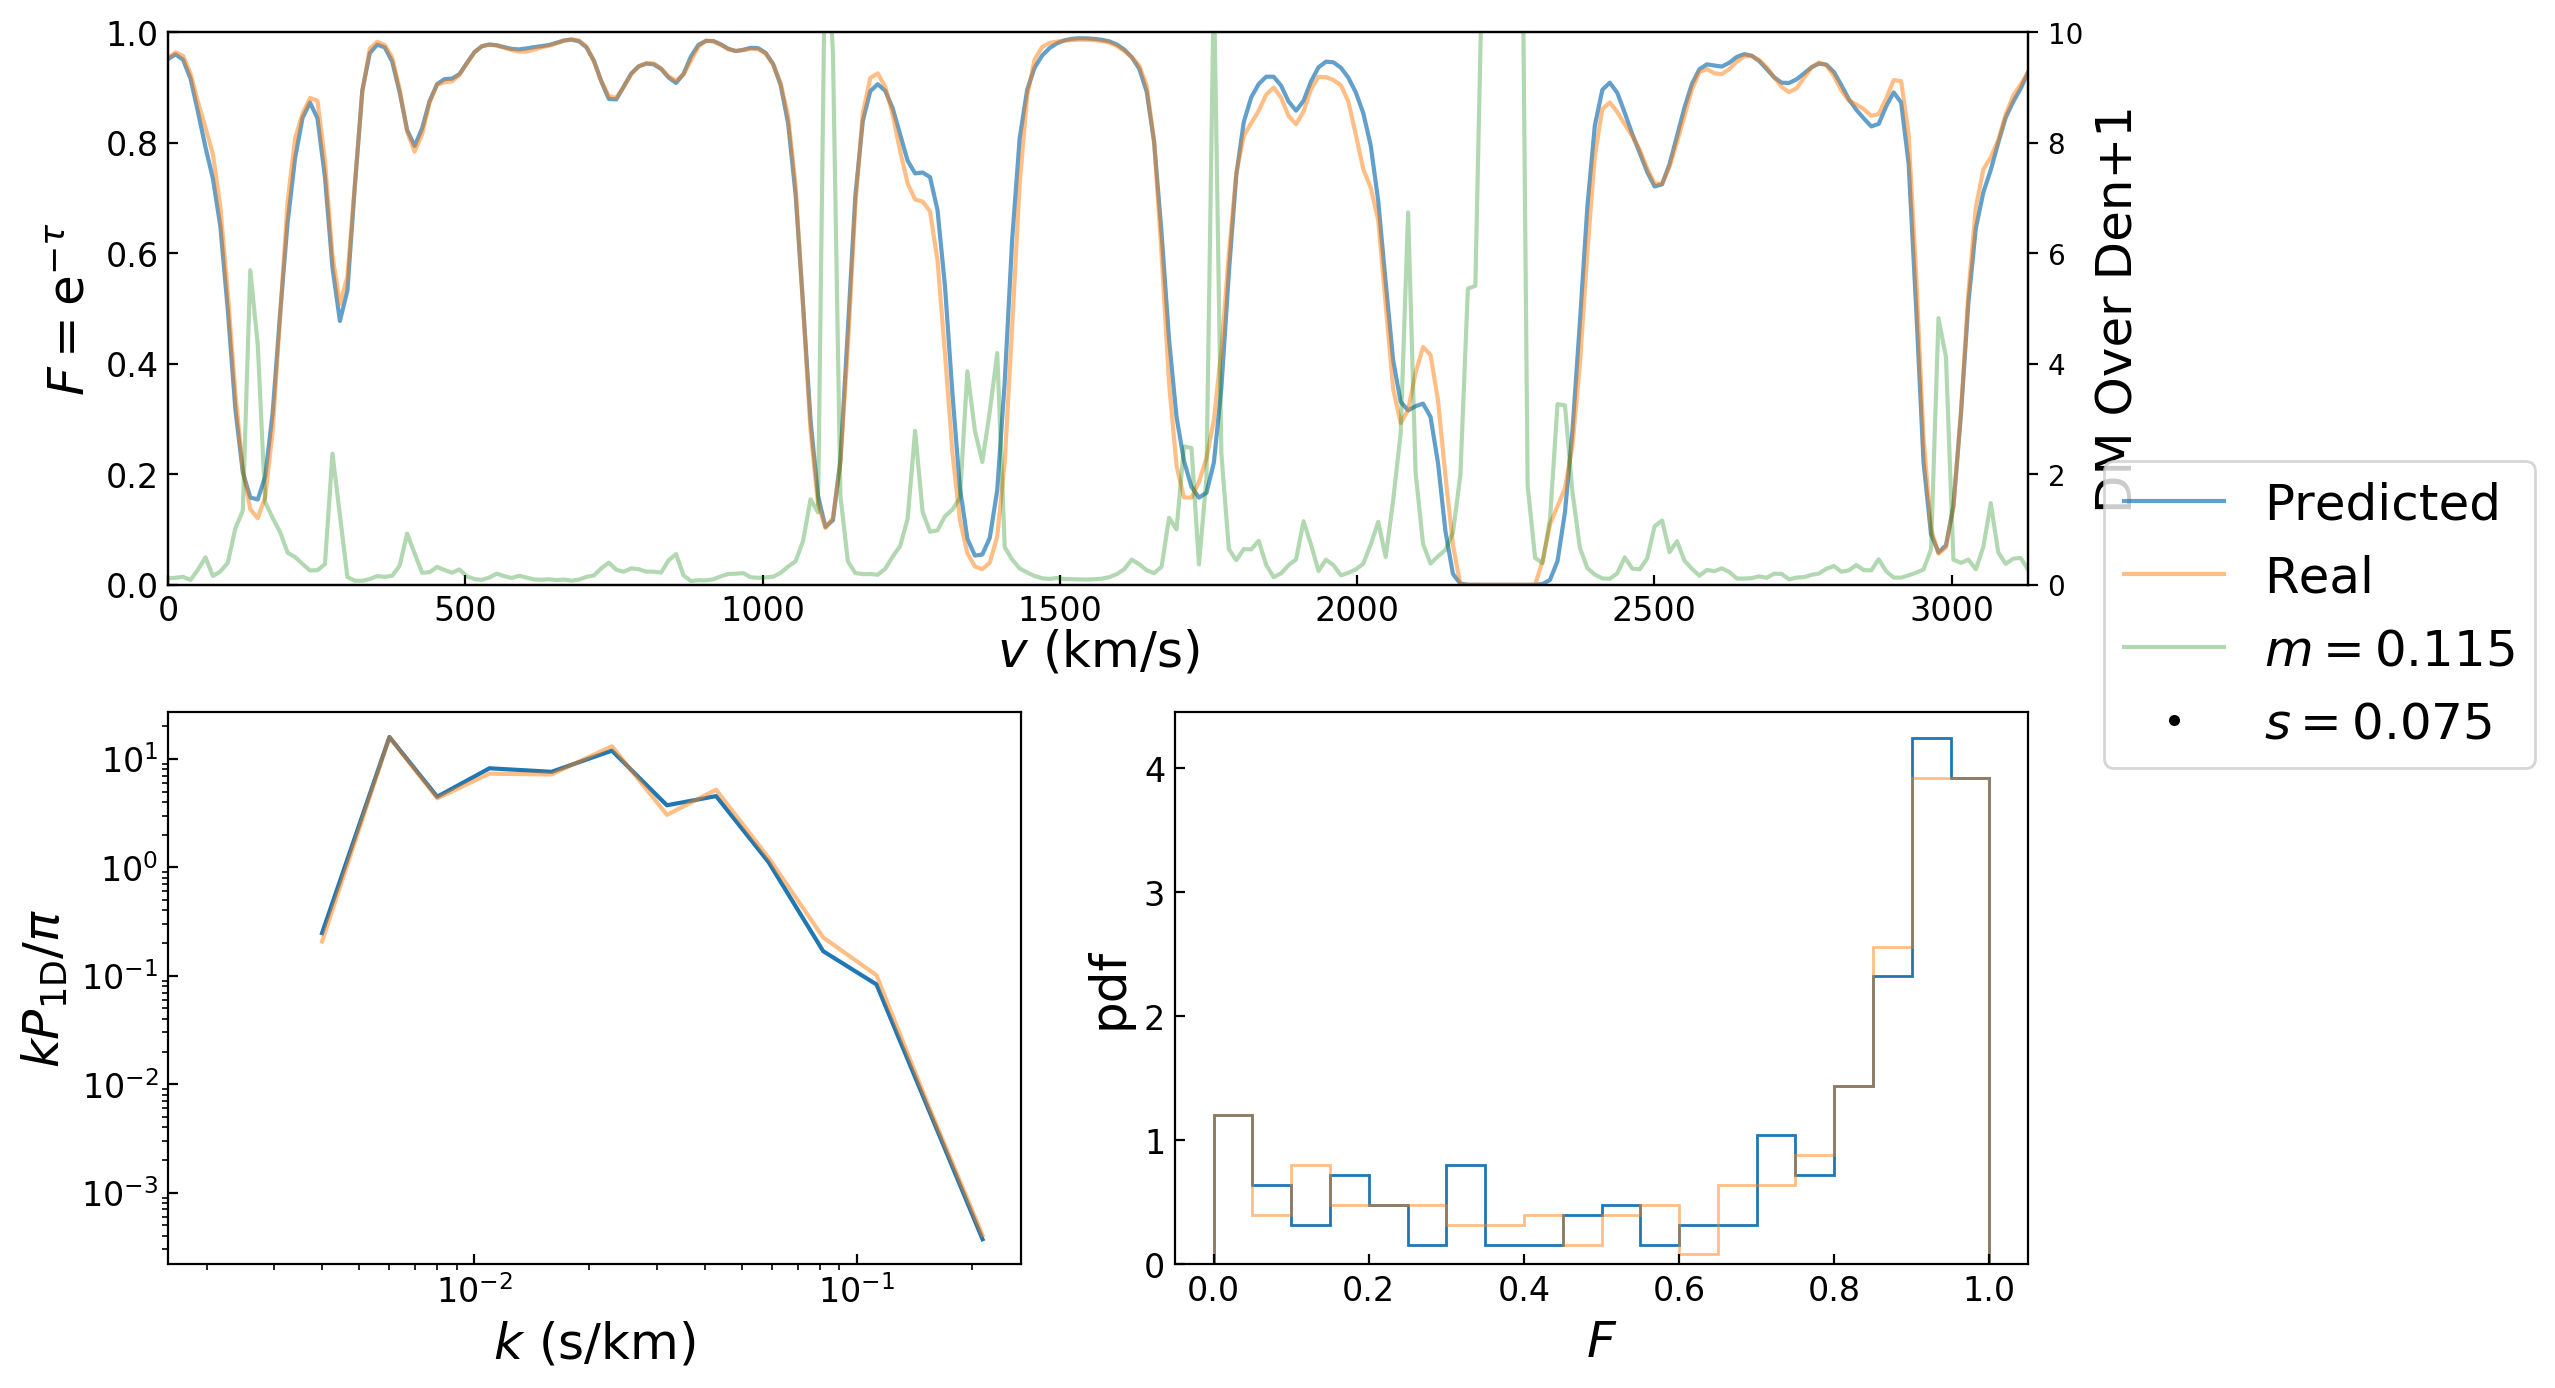 1.0
0.8
0.6
0.4
0.2
0.0
F = e^{−τ}
10
8
6
4
2
0
DM Over Den+1
0 500 1000 1500 2000 2500 3000
v (km/s)
Predicted
Real
m = 0.115
s = 0.075
10^1
10^0
10^{−1}
10^{−2}
10^{−3}
kP_{1D}/π
10^{−2} 10^{−1}
k (s/km)
4
3
2
1
0
pdf
0.0 0.2 0.4 0.6 0.8 1.0
F